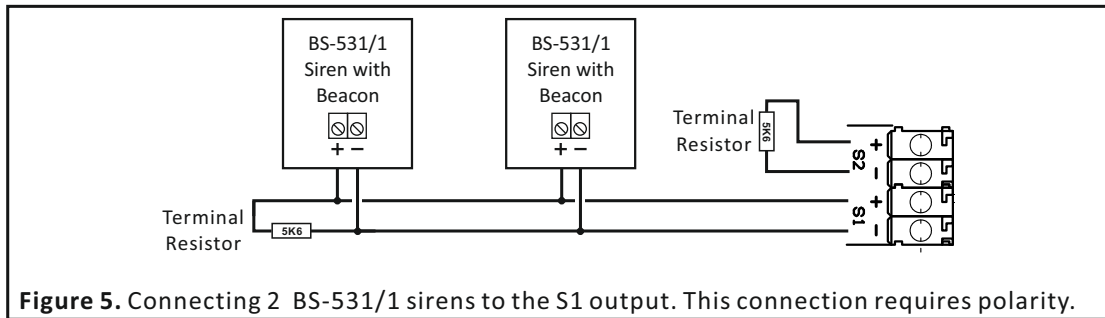 BS-531/1
Siren with
Beacon
+ −
BS-531/1
Siren with
Beacon
+ −
Terminal
Resistor
5K6
S2
+
-
S1
+
-
Terminal
Resistor
5K6
Figure 5. Connecting 2 BS-531/1 sirens to the S1 output. This connection requires polarity.